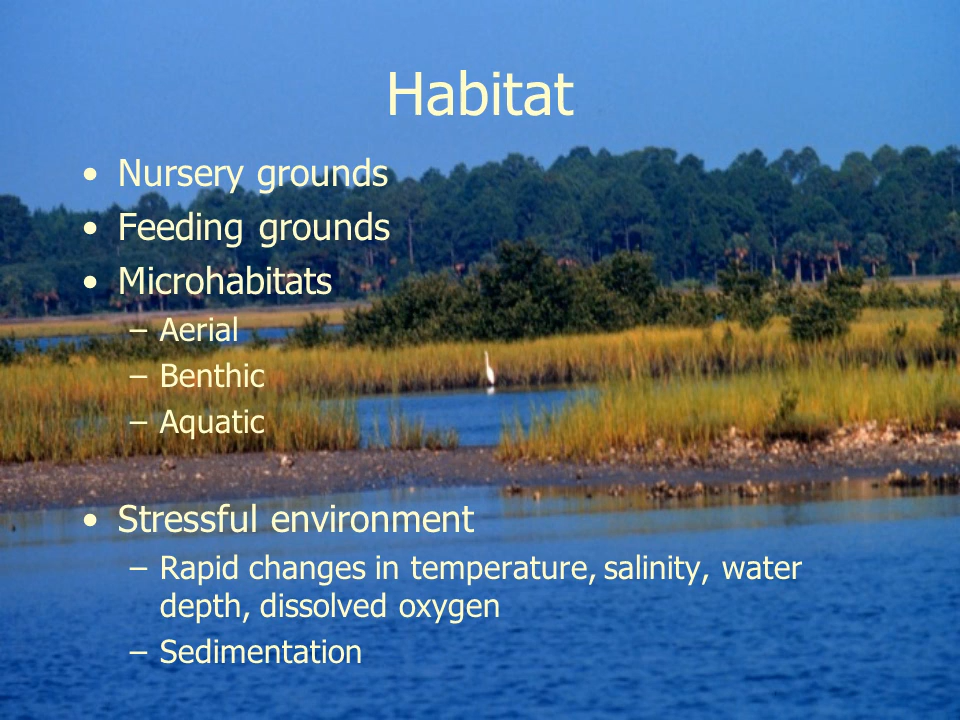 Habitat
• Nursery grounds
• Feeding grounds
• Microhabitats
– Aerial
– Benthic
– Aquatic
• Stressful environment
– Rapid changes in temperature, salinity, water
depth, dissolved oxygen
– Sedimentation